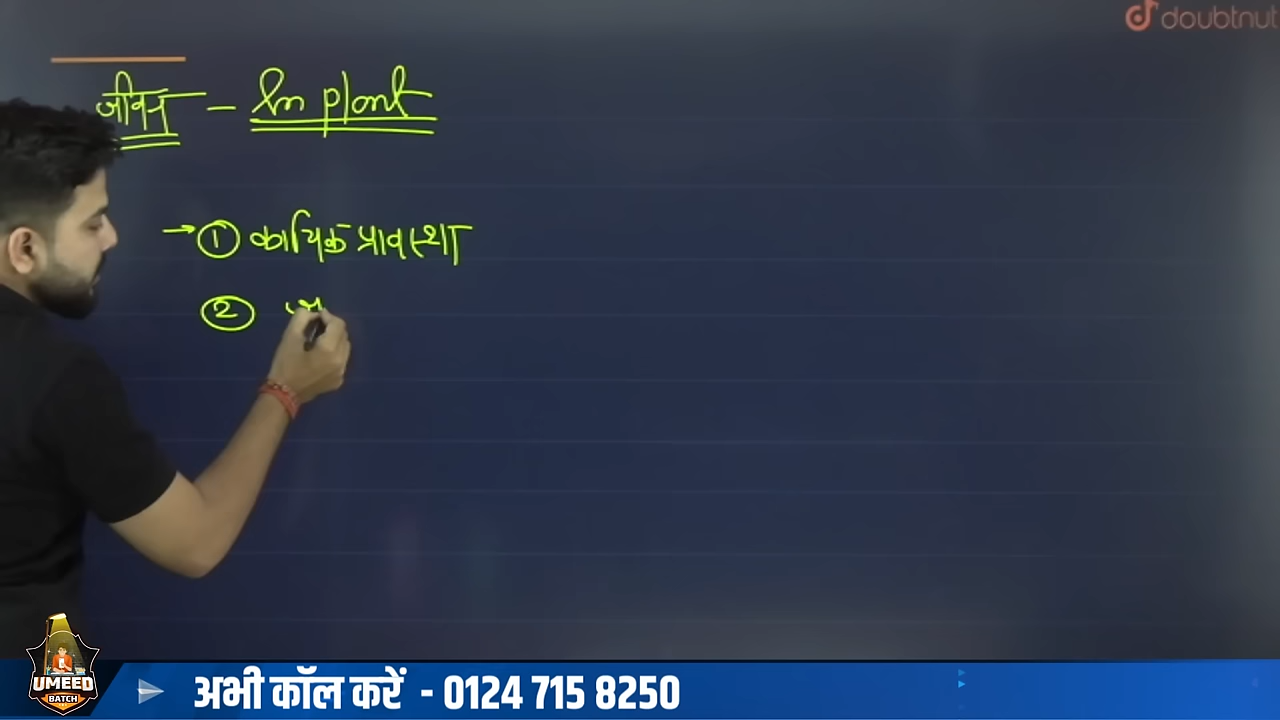 doubtnut
जीवन - In plant
→ ① कायिक प्रावस्था
②
UMEED
BATCH
अभी कॉल करें - 0124 715 8250